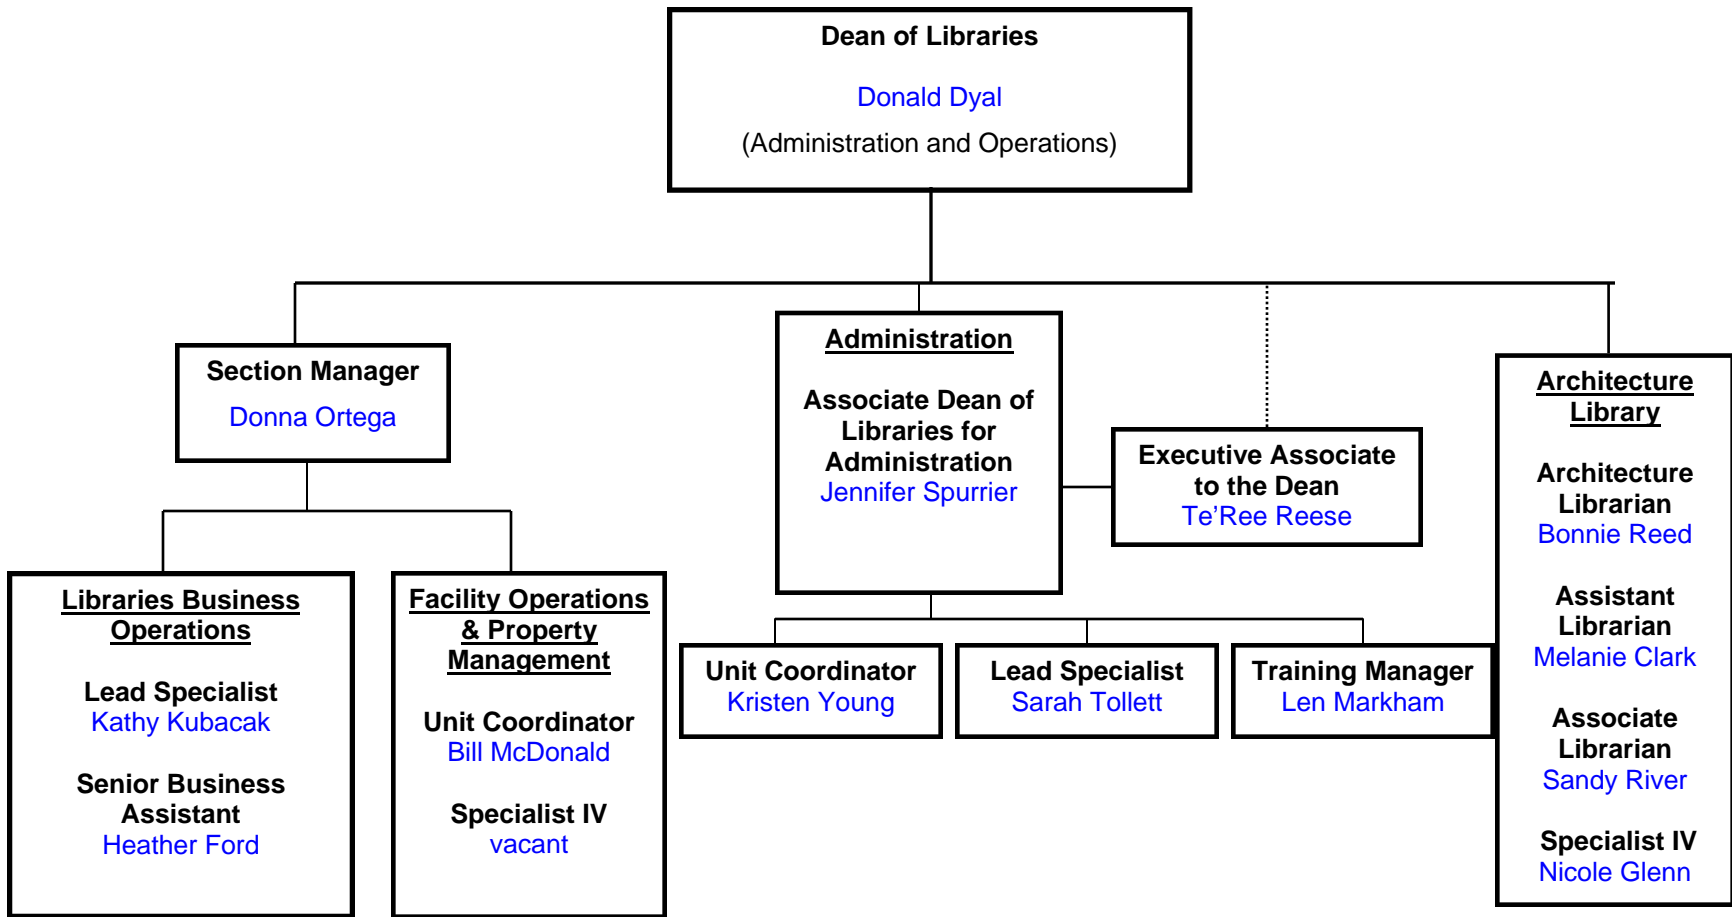 Dean of Libraries
Donald Dyal
(Administration and Operations)
Section Manager
Donna Ortega
Administration
Associate Dean of
Libraries for
Administration
Jennifer Spurrier
Executive Associate
to the Dean
Te’Ree Reese
Architecture
Library
Architecture
Librarian
Bonnie Reed
Assistant
Librarian
Melanie Clark
Associate
Librarian
Sandy River
Specialist IV
Nicole Glenn
Libraries Business
Operations
Lead Specialist
Kathy Kubacak
Senior Business
Assistant
Heather Ford
Facility Operations
& Property
Management
Unit Coordinator
Bill McDonald
Specialist IV
vacant
Unit Coordinator
Kristen Young
Lead Specialist
Sarah Tollett
Training Manager
Len Markham